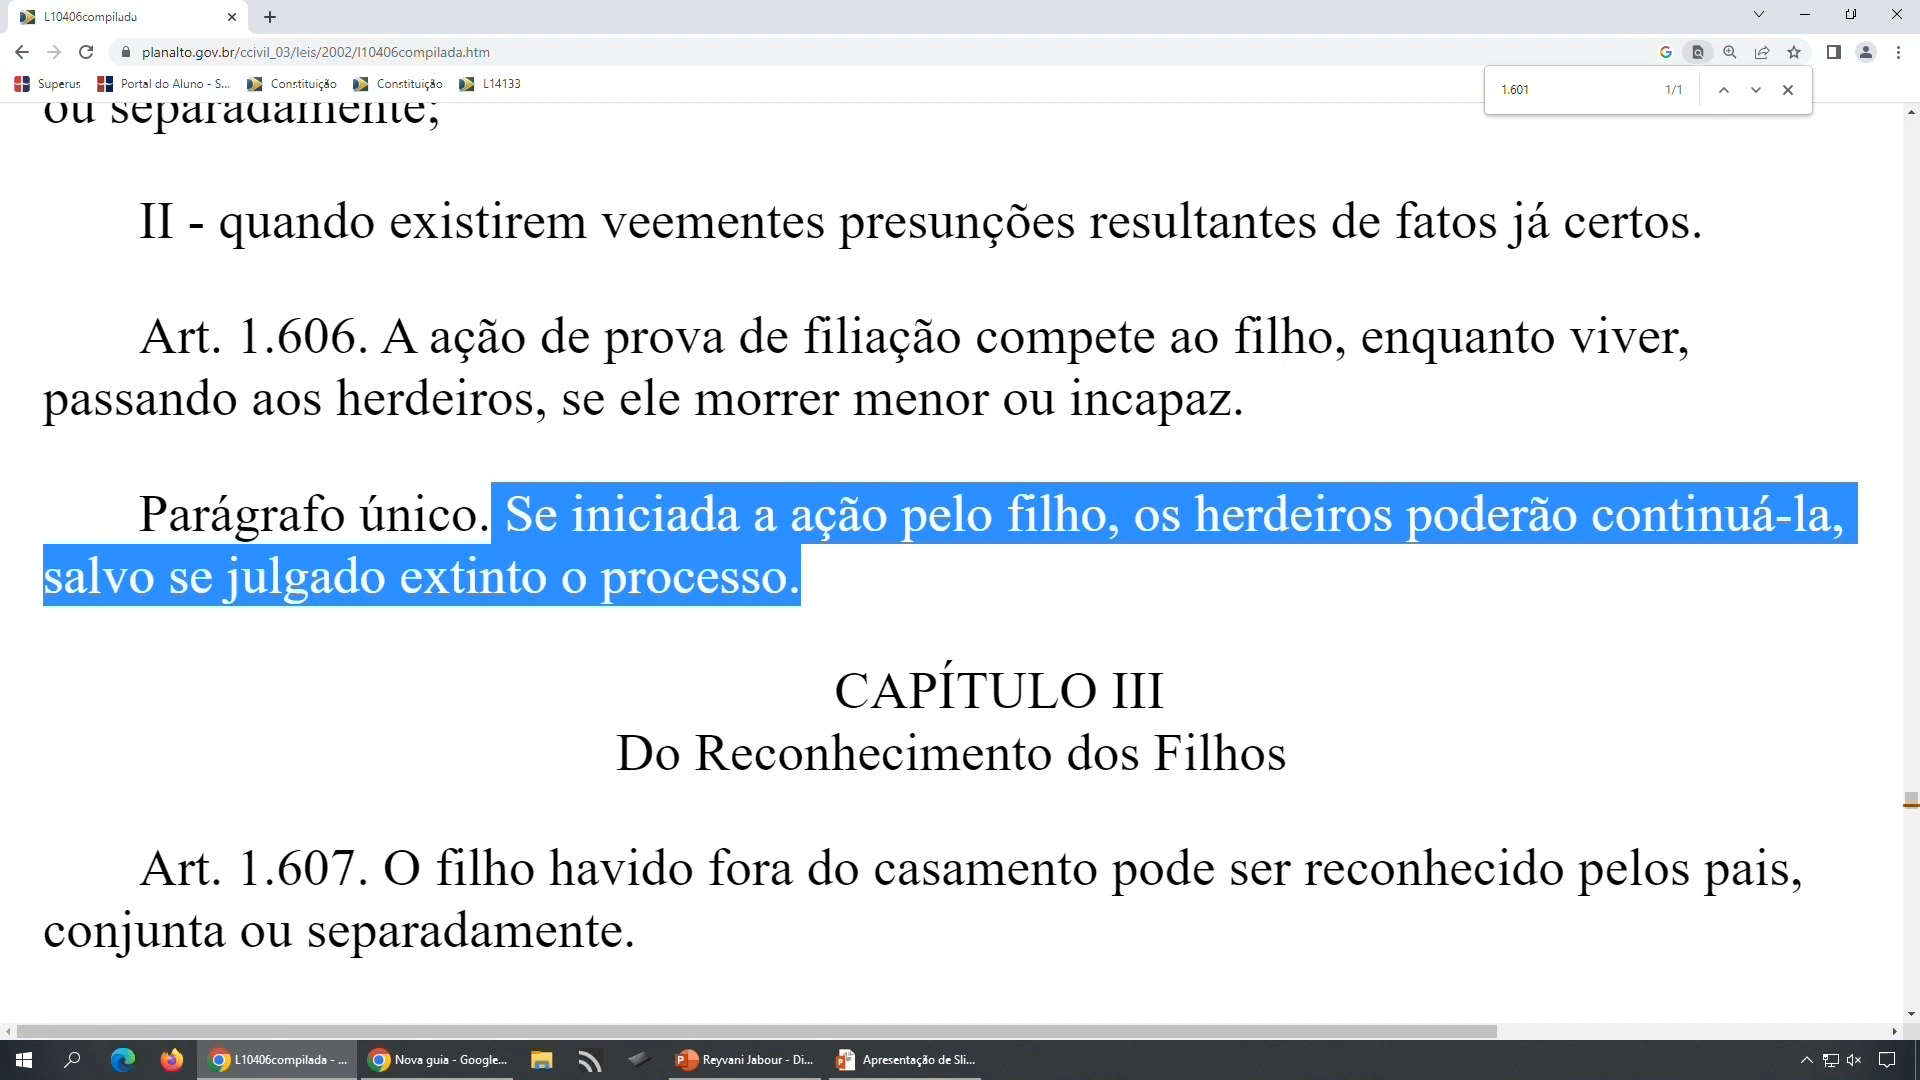 L10406compilada
planalto.gov.br/ccivil_03/leis/2002/l10406compilada.htm
Superus
Portal do Aluno - S...
Constituição
Constituição
L14133
1.601
1/1
ou separadamente;
II - quando existirem veementes presunções resultantes de fatos já certos.
Art. 1.606. A ação de prova de filiação compete ao filho, enquanto viver,
passando aos herdeiros, se ele morrer menor ou incapaz.
Parágrafo único. Se iniciada a ação pelo filho, os herdeiros poderão continuá-la,
salvo se julgado extinto o processo.
CAPÍTULO III
Do Reconhecimento dos Filhos
Art. 1.607. O filho havido fora do casamento pode ser reconhecido pelos pais,
conjunta ou separadamente.
L10406compilada - ...
Nova guia - Google...
Reyvani Jabour - Di...
Apresentação de Sli...